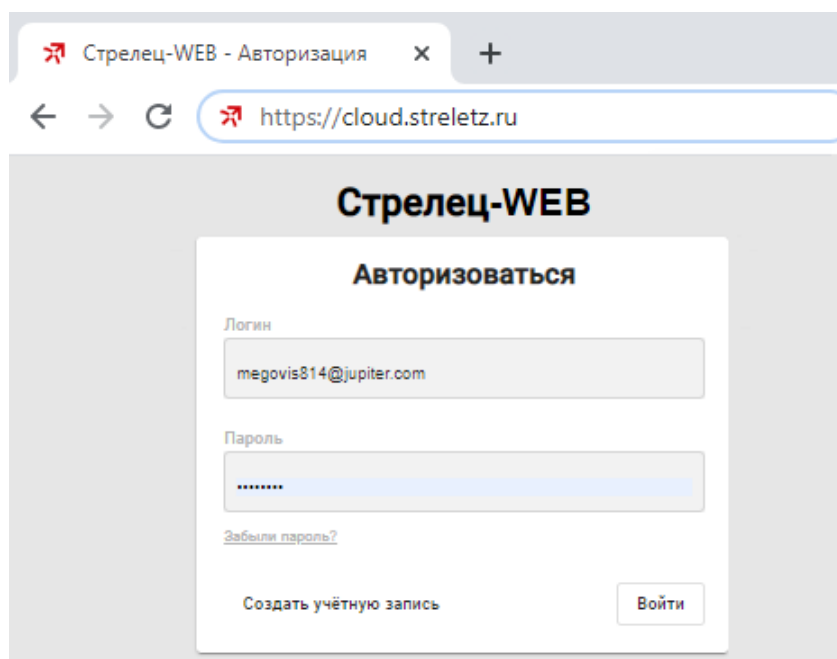 Стрелец-WEB - Авторизация
https://cloud.streletz.ru
Стрелец-WEB
Авторизоваться
Логин
megovis814@jupiter.com
Пароль
••••••••
Забыли пароль?
Создать учётную запись
Войти